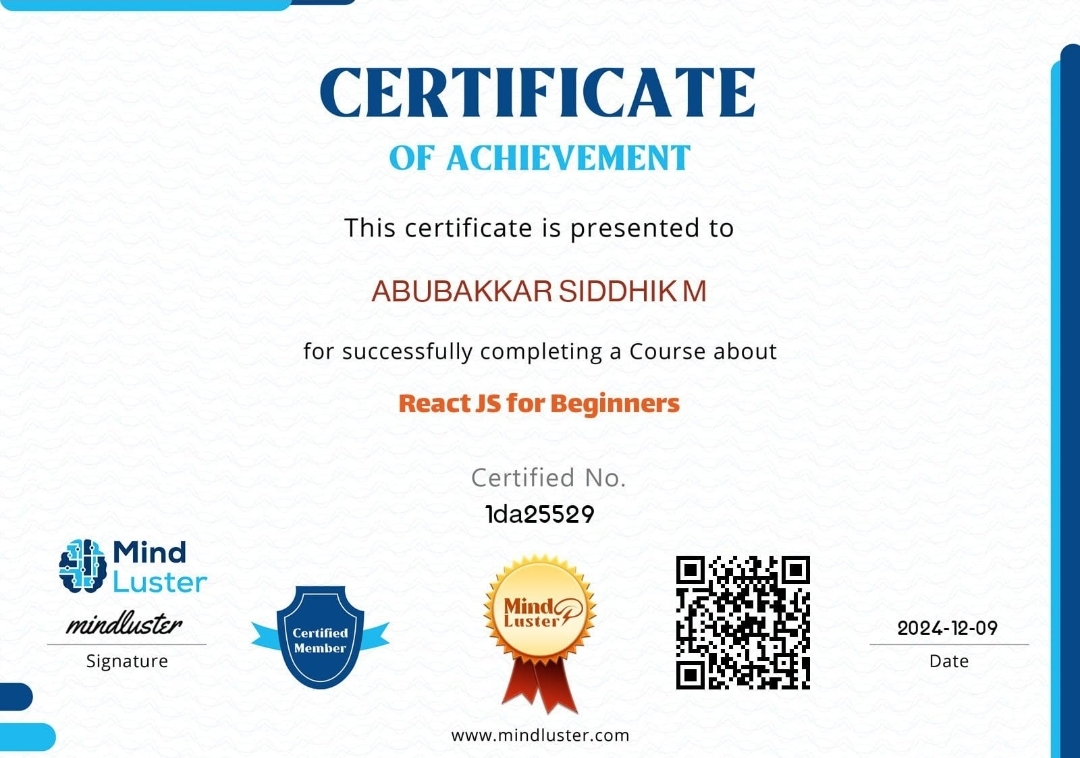 CERTIFICATE
OF ACHIEVEMENT
This certificate is presented to
ABUBAKKAR SIDDHIK M
for successfully completing a Course about
React JS for Beginners
Certified No.
1da25529
Mind
Luster
mindluster
Signature
Certified
Member
Mind
Luster
2024-12-09
Date
www.mindluster.com